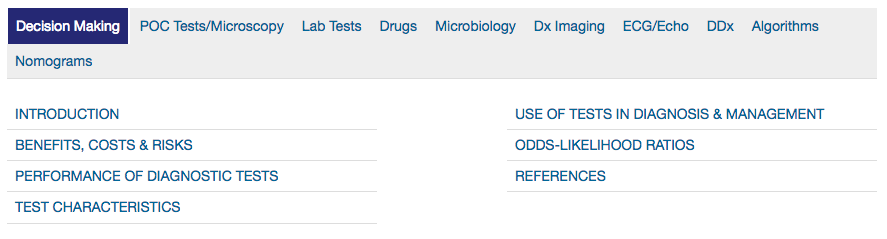 Decision Making POC Tests/Microscopy Lab Tests Drugs Microbiology Dx Imaging ECG/Echo DDx Algorithms
Nomograms
INTRODUCTION
BENEFITS, COSTS & RISKS
PERFORMANCE OF DIAGNOSTIC TESTS
TEST CHARACTERISTICS
USE OF TESTS IN DIAGNOSIS & MANAGEMENT
ODDS-LIKELIHOOD RATIOS
REFERENCES